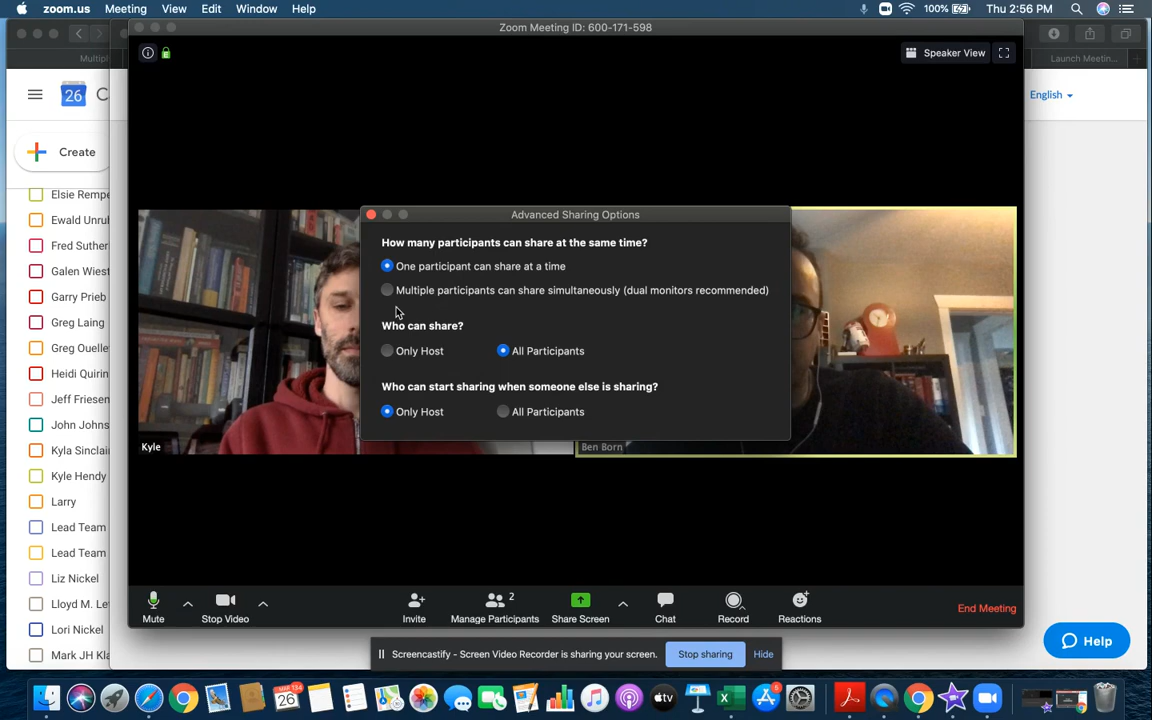 zoom.us Meeting View Edit Window Help
100% Thu 2:56 PM
Zoom Meeting ID: 600-171-598
Multipl
Launch Meetin...
Speaker View
26 C
English
Create
Elsie Rempe
Ewald Unru
Fred Suther
Galen Wiest
Garry Prieb
Greg Laing
Greg Ouelle
Heidi Quirin
Jeff Friesen
John Johns
Kyla Sinclai
Kyle Hendy
Larry
Lead Team
Lead Team
Liz Nickel
Lloyd M. Le
Lori Nickel
Mark JH Kla
Advanced Sharing Options
How many participants can share at the same time?
One participant can share at a time
Multiple participants can share simultaneously (dual monitors recommended)
Who can share?
Only Host All Participants
Who can start sharing when someone else is sharing?
Only Host All Participants
Kyle
Ben Born
2
Mute Stop Video Invite Manage Participants Share Screen Chat Record Reactions
End Meeting
Screencastify - Screen Video Recorder is sharing your screen. Stop sharing Hide
Help
26
5